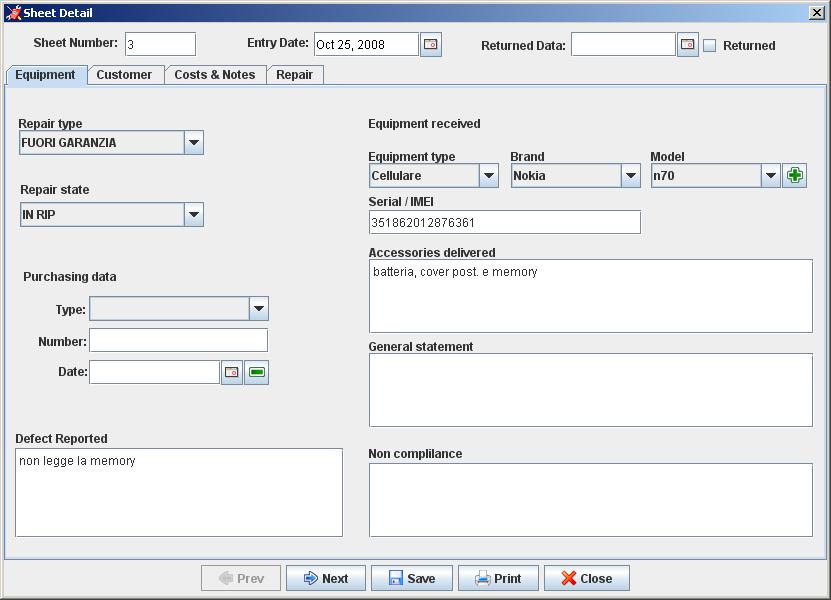 Sheet Detail
Sheet Number: 3 Entry Date: Oct 25, 2008 Returned Data: Returned
Equipment Customer Costs & Notes Repair
Repair type
FUORI GARANZIA
Repair state
IN RIP
Purchasing data
Type:
Number:
Date:
Defect Reported
non legge la memory
Equipment received
Equipment type Brand Model
Cellulare Nokia n70
Serial / IMEI
351862012876361
Accessories delivered
batteria, cover post. e memory
General statement
Non complilance
Prev Next Save Print Close